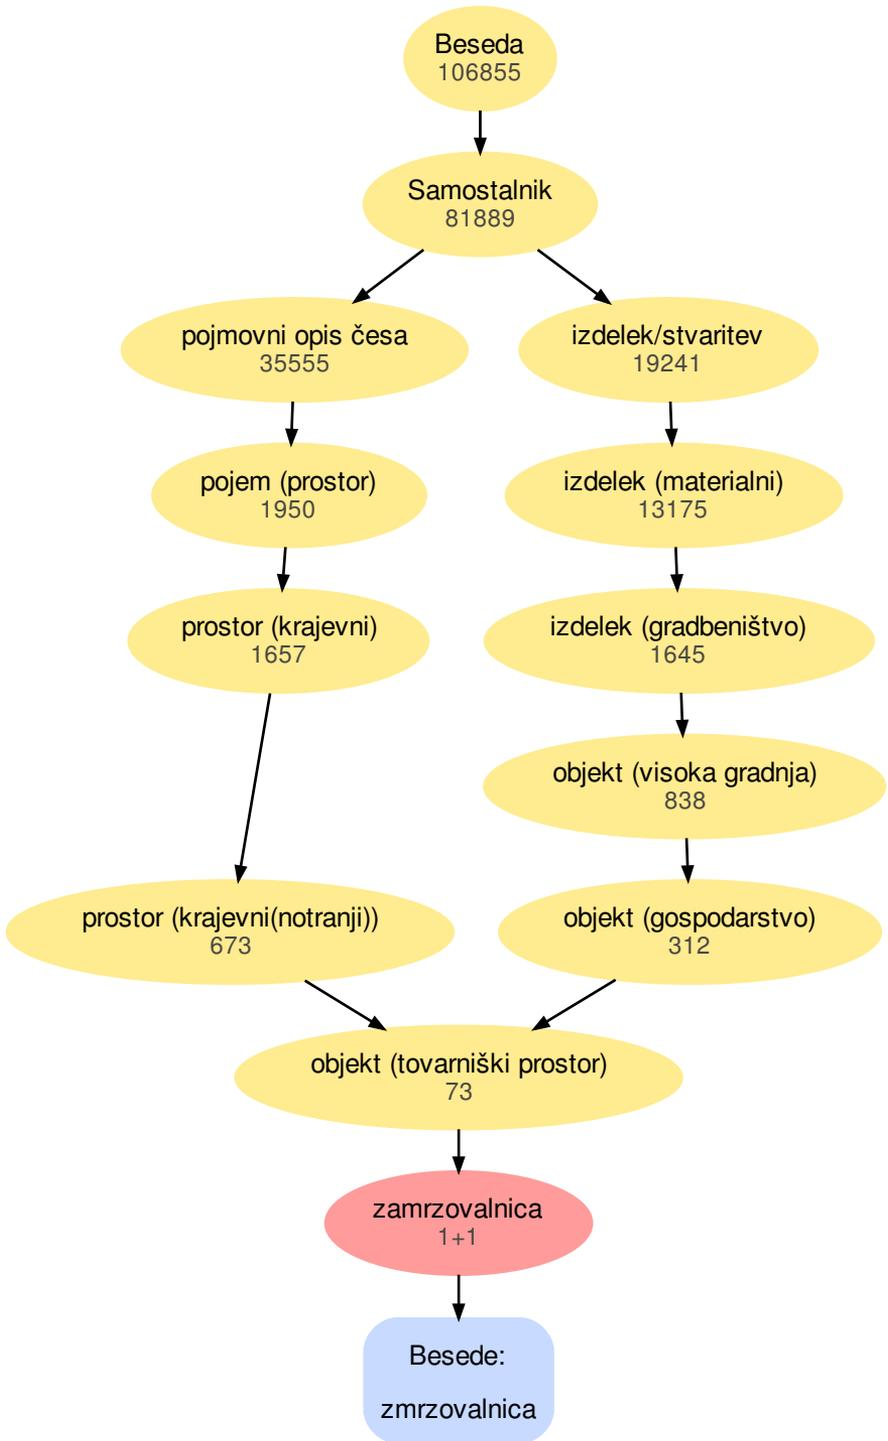 Beseda
106855
Samostalnik
81889
pojmovni opis česa
35555
izdelek/stvaritev
19241
pojem (prostor)
1950
izdelek (materialni)
13175
prostor (krajevni)
1657
izdelek (gradbeništvo)
1645
objekt (visoka gradnja)
838
prostor (krajevni(notranji))
673
objekt (gospodarstvo)
312
objekt (tovarniški prostor)
73
zamrzovalnica
1+1
Besede:
zmrzovalnica